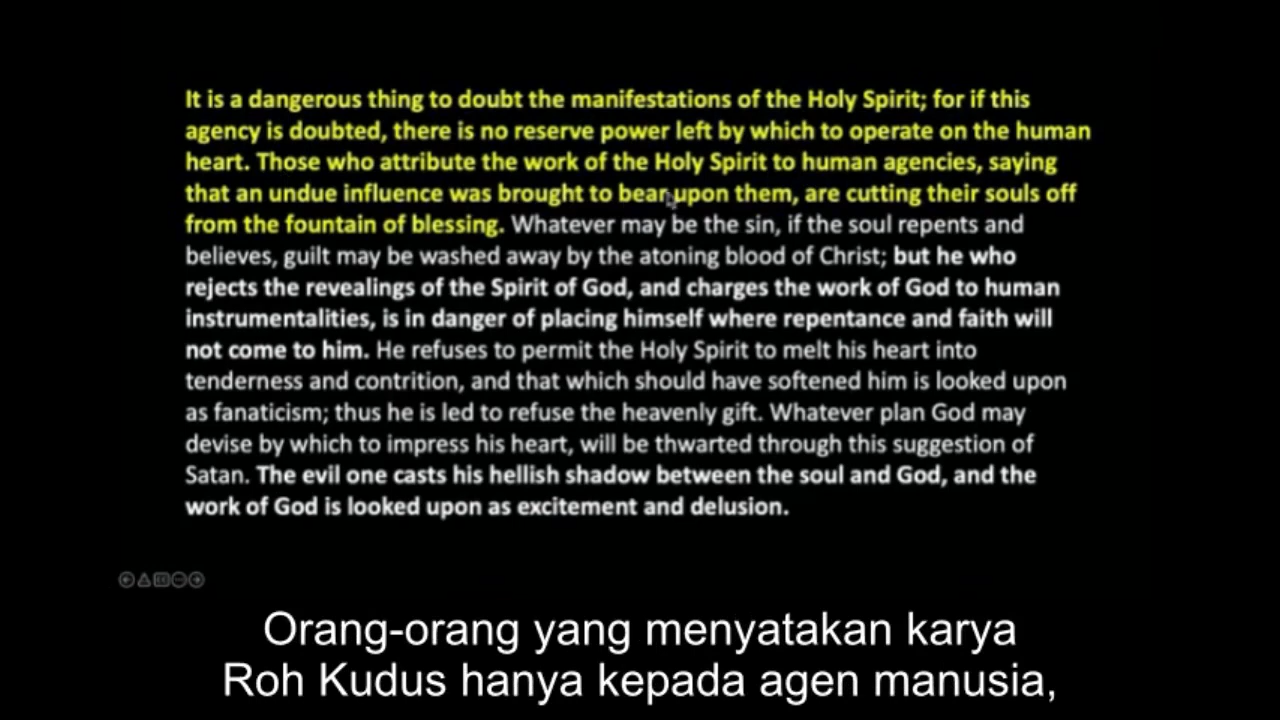 It is a dangerous thing to doubt the manifestations of the Holy Spirit; for if this
agency is doubted, there is no reserve power left by which to operate on the human
heart. Those who attribute the work of the Holy Spirit to human agencies, saying
that an undue influence was brought to bear upon them, are cutting their souls off
from the fountain of blessing. Whatever may be the sin, if the soul repents and
believes, guilt may be washed away by the atoning blood of Christ; but he who
rejects the revealings of the Spirit of God, and charges the work of God to human
instrumentalities, is in danger of placing himself where repentance and faith will
not come to him. He refuses to permit the Holy Spirit to melt his heart into
tenderness and contrition, and that which should have softened him is looked upon
as fanaticism; thus he is led to refuse the heavenly gift. Whatever plan God may
devise by which to impress his heart, will be thwarted through this suggestion of
Satan. The evil one casts his hellish shadow between the soul and God, and the
work of God is looked upon as excitement and delusion.
Orang-orang yang menyatakan karya
Roh Kudus hanya kepada agen manusia,